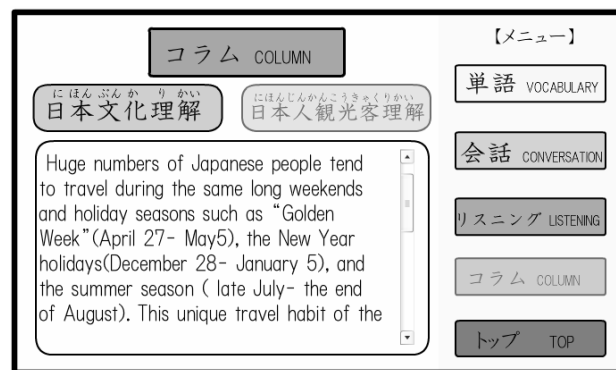 コラム COLUMN
にほんぶんかりかい
日本文化理解
にほんじんかんこうきゃくりかい
日本人観光客理解
Huge numbers of Japanese people tend
to travel during the same long weekends
and holiday seasons such as “Golden
Week”(April 27- May5), the New Year
holidays(December 28- January 5), and
the summer season ( late July- the end
of August). This unique travel habit of the
【メニュー】
単語 VOCABULARY
会話 CONVERSATION
リスニング LISTENING
コラム COLUMN
トップ TOP